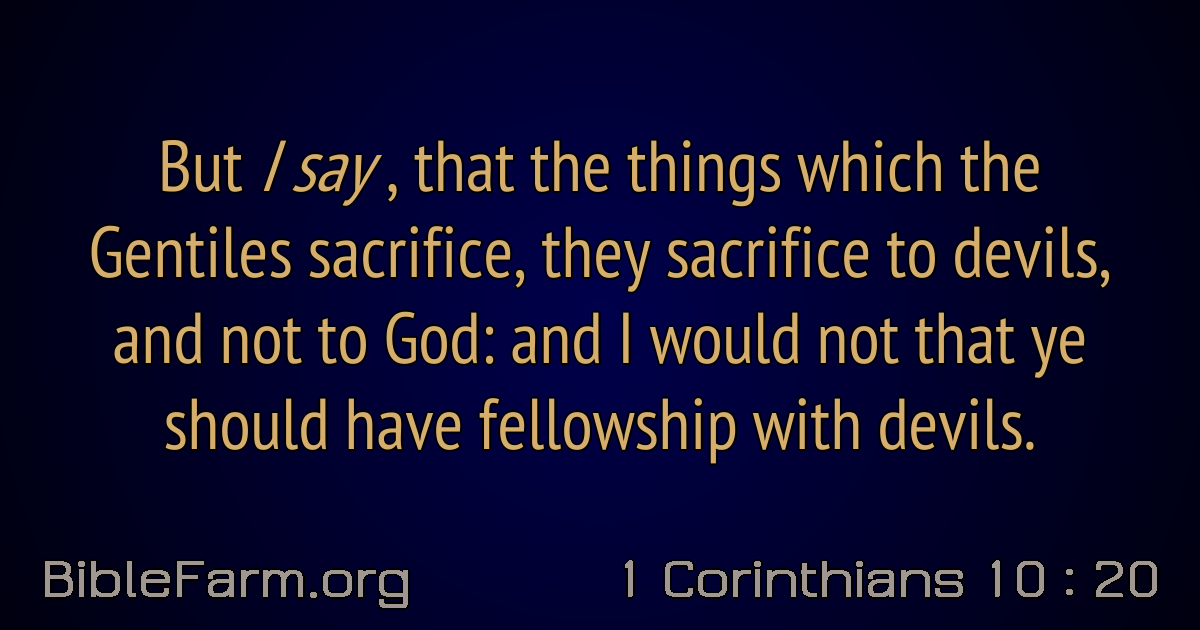 But I say , that the things which the
Gentiles sacrifice, they sacrifice to devils,
and not to God: and I would not that ye
should have fellowship with devils.
BibleFarm.org
1 Corinthians 10 : 20